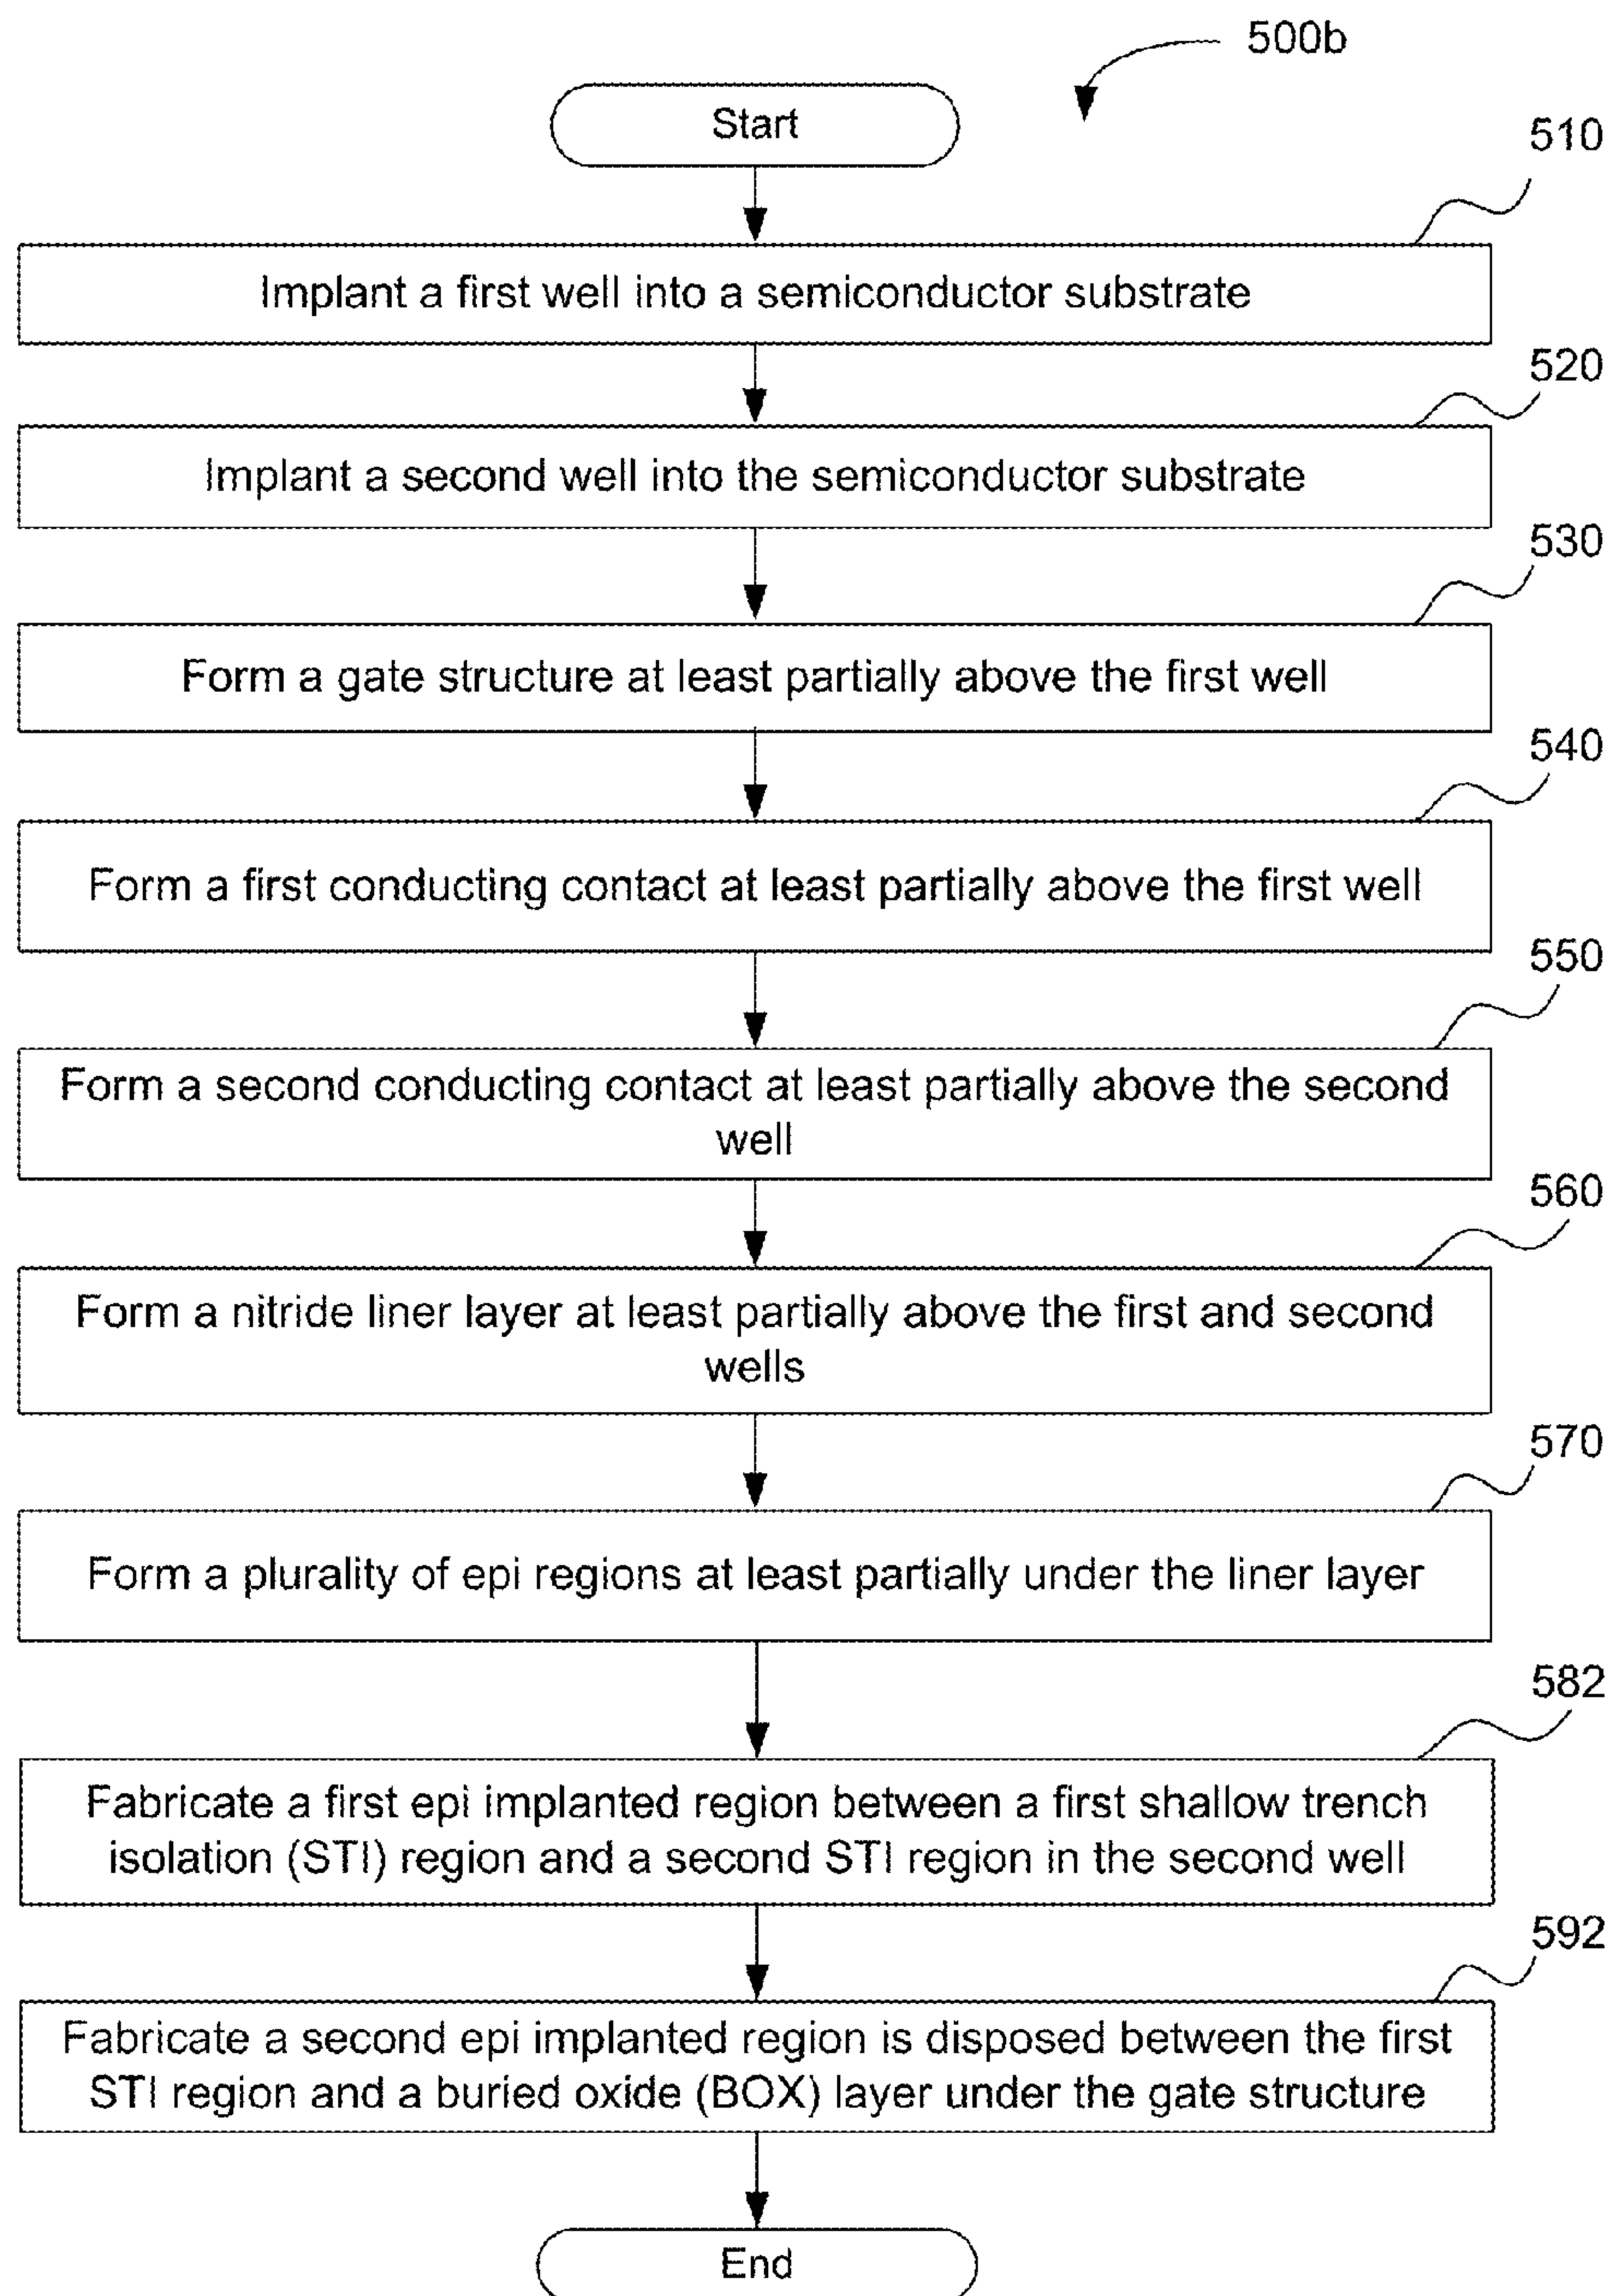 500b
Start
510
Implant a first well into a semiconductor substrate
520
Implant a second well into the semiconductor substrate
530
Form a gate structure at least partially above the first well
540
Form a first conducting contact at least partially above the first well
550
Form a second conducting contact at least partially above the second
well
560
Form a nitride liner layer at least partially above the first and second
wells
570
Form a plurality of epi regions at least partially under the liner layer
582
Fabricate a first epi implanted region between a first shallow trench
isolation (STI) region and a second STI region in the second well
592
Fabricate a second epi implanted region is disposed between the first
STI region and a buried oxide (BOX) layer under the gate structure
End